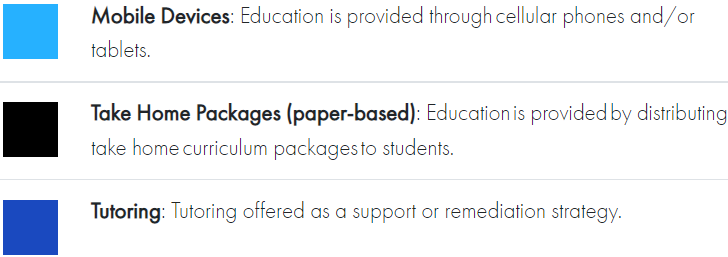 Mobile Devices: Education is provided through cellular phones and/or
tablets.
Take Home Packages (paper-based): Education is provided by distributing
take home curriculum packages to students.
Tutoring: Tutoring offered as a support or remediation strategy.